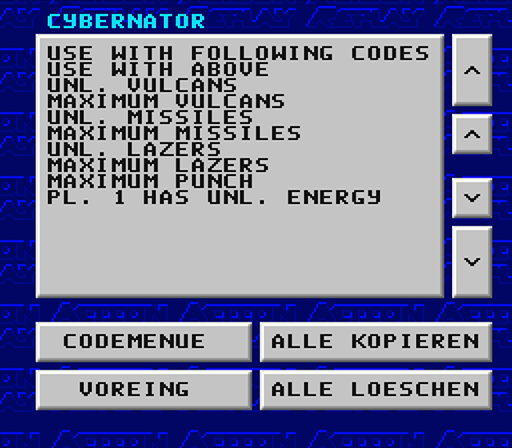 CYBERNATOR
USE WITH FOLLOWING CODES
USE WITH ABOVE
UNL. VULCANS
MAXIMUM VULCANS
UNL. MISSILES
MAXIMUM MISSILES
UNL. LAZERS
MAXIMUM LAZERS
MAXIMUM PUNCH
PL. 1 HAS UNL. ENERGY
CODEMENUE
ALLE KOPIEREN
VOREING
ALLE LOESCHEN